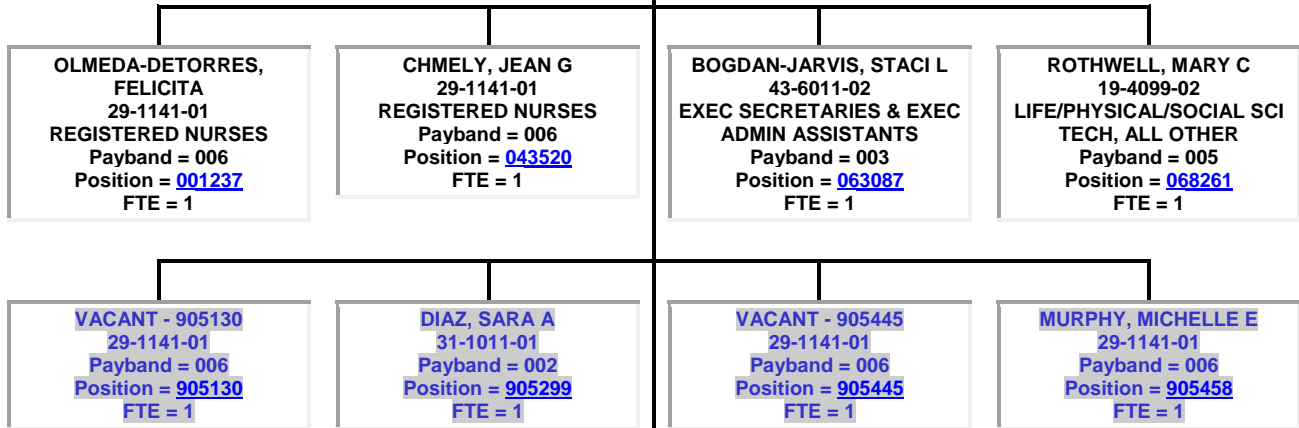 OLMEDA-DETORRES,
FELICITA
29-1141-01
REGISTERED NURSES
Payband = 006
Position = 001237
FTE = 1
CHMELY, JEAN G
29-1141-01
REGISTERED NURSES
Payband = 006
Position = 043520
FTE = 1
BOGDAN-JARVIS, STACI L
43-6011-02
EXEC SECRETARIES & EXEC
ADMIN ASSISTANTS
Payband = 003
Position = 063087
FTE = 1
ROTHWELL, MARY C
19-4099-02
LIFE/PHYSICAL/SOCIAL SCI
TECH, ALL OTHER
Payband = 005
Position = 068261
FTE = 1
VACANT - 905130
29-1141-01
Payband = 006
Position = 905130
FTE = 1
DIAZ, SARA A
31-1011-01
Payband = 002
Position = 905299
FTE = 1
VACANT - 905445
29-1141-01
Payband = 006
Position = 905445
FTE = 1
MURPHY, MICHELLE E
29-1141-01
Payband = 006
Position = 905458
FTE = 1